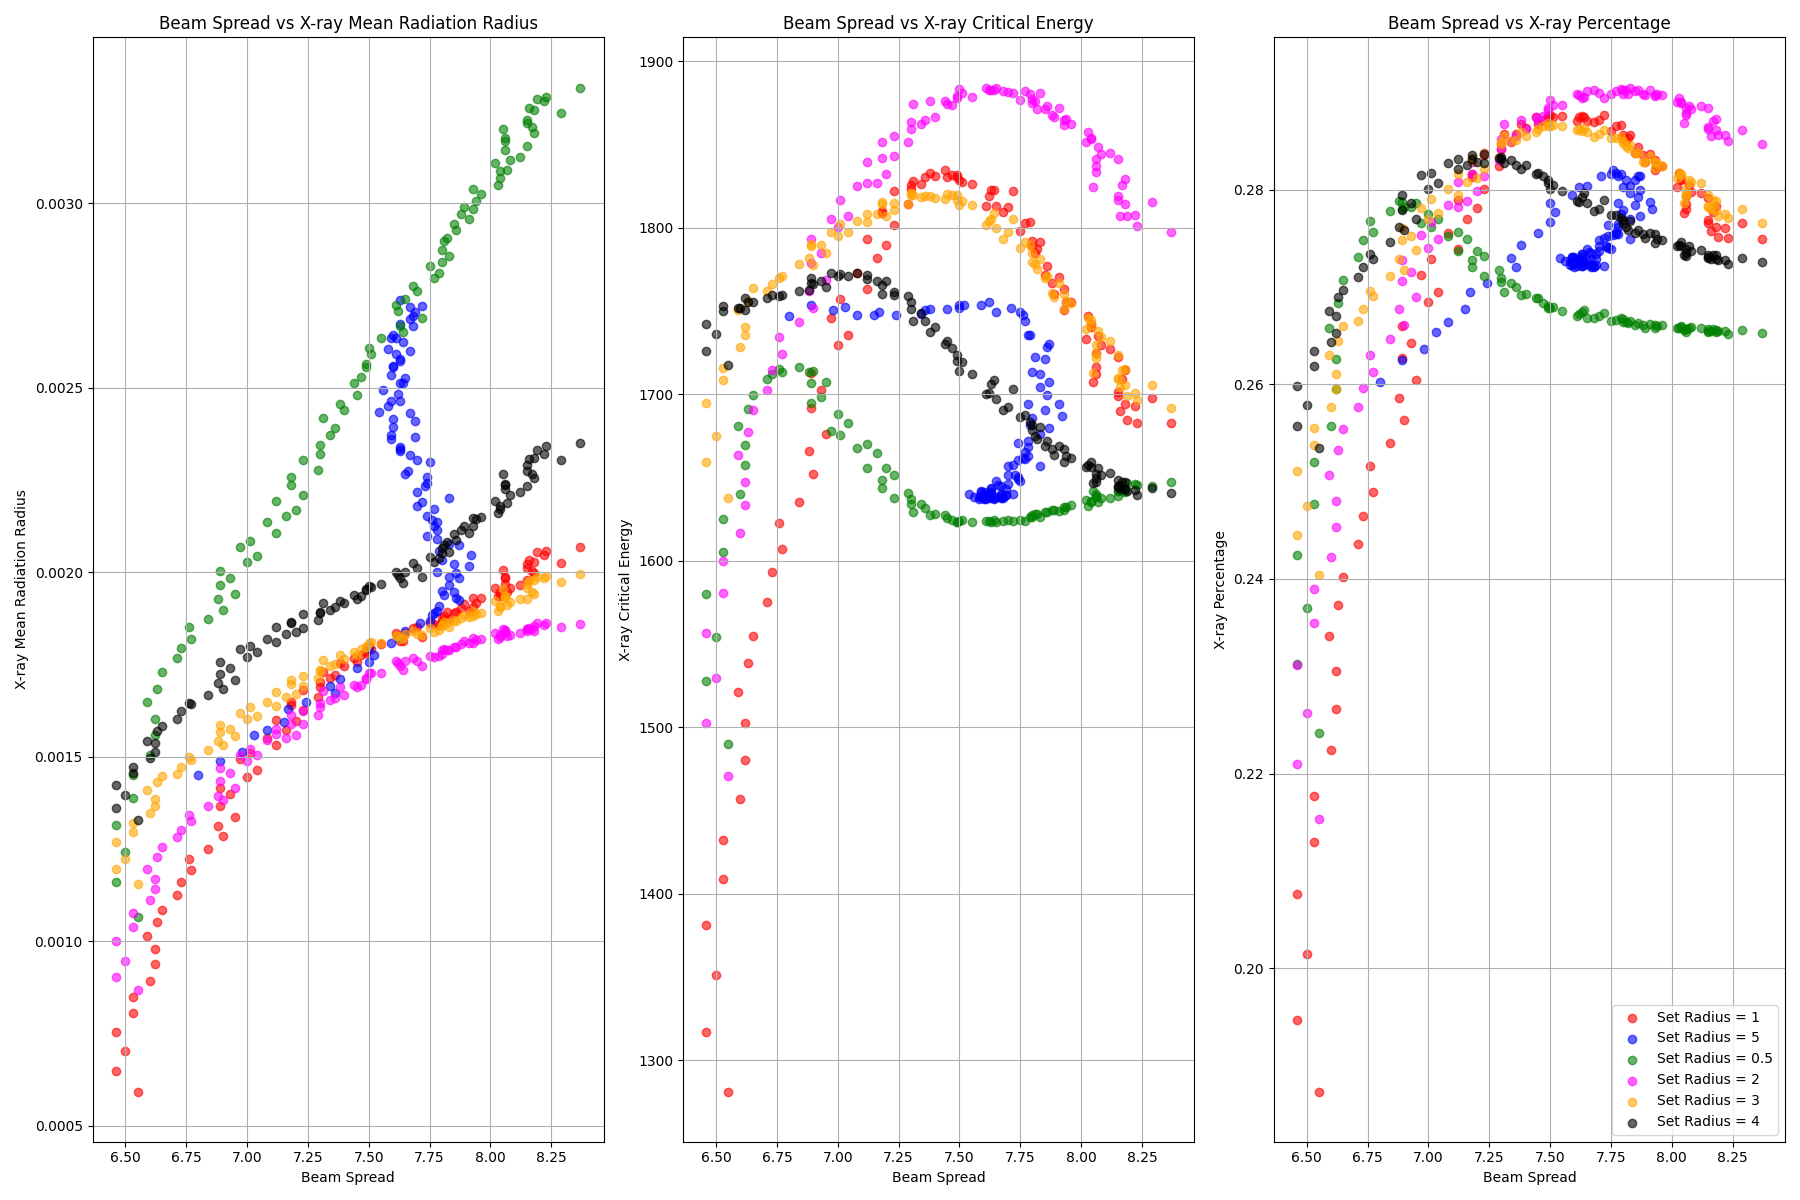 Beam Spread vs X-ray Mean Radiation Radius
X-ray Mean Radiation Radius
0.0030
0.0025
0.0020
0.0015
0.0010
0.0005
6.50 6.75 7.00 7.25 7.50 7.75 8.00 8.25
Beam Spread
Beam Spread vs X-ray Critical Energy
X-ray Critical Energy
1900
1800
1700
1600
1500
1400
1300
6.50 6.75 7.00 7.25 7.50 7.75 8.00 8.25
Beam Spread
Beam Spread vs X-ray Percentage
X-ray Percentage
0.28
0.26
0.24
0.22
0.20
6.50 6.75 7.00 7.25 7.50 7.75 8.00 8.25
Beam Spread
Set Radius = 1
Set Radius = 5
Set Radius = 0.5
Set Radius = 2
Set Radius = 3
Set Radius = 4